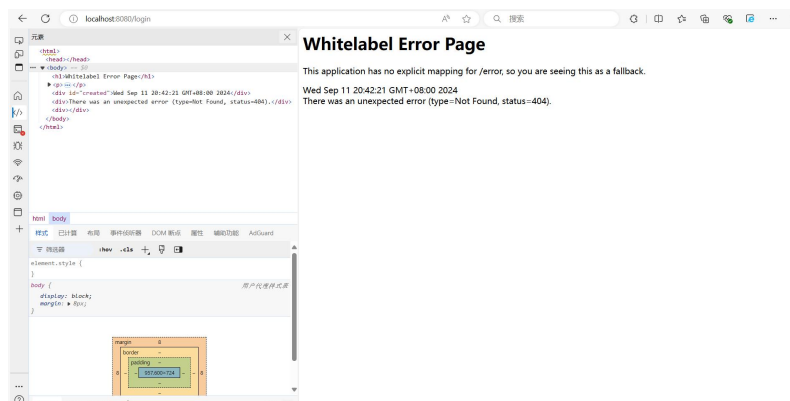 localhost:8080/login
搜索
元素
<html>
<head></head>
<body> == $0
<h1>Whitelabel Error Page</h1>
<p>
<div id="created">Wed Sep 11 20:42:21 GMT+08:00 2024</div>
<div>There was an unexpected error (type=Not Found, status=404).</div>
<div></div>
</body>
</html>
html body
样式 已计算 布局 事件侦听器 DOM 断点 属性 辅助功能 AdGuard
筛选器 :hov .cls
element.style {
}
body { 用户代理样式表
display: block;
margin: 8px;
}
margin 8
border -
padding -
8 - - 957.600×724 - - 8
-
-
Whitelabel Error Page
This application has no explicit mapping for /error, so you are seeing this as a fallback.
Wed Sep 11 20:42:21 GMT+08:00 2024
There was an unexpected error (type=Not Found, status=404).